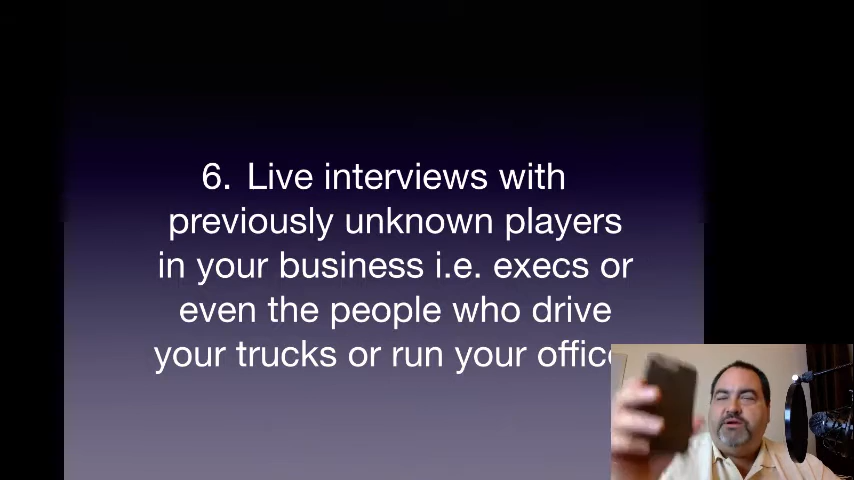 6. Live interviews with
previously unknown players
in your business i.e. execs or
even the people who drive
your trucks or run your